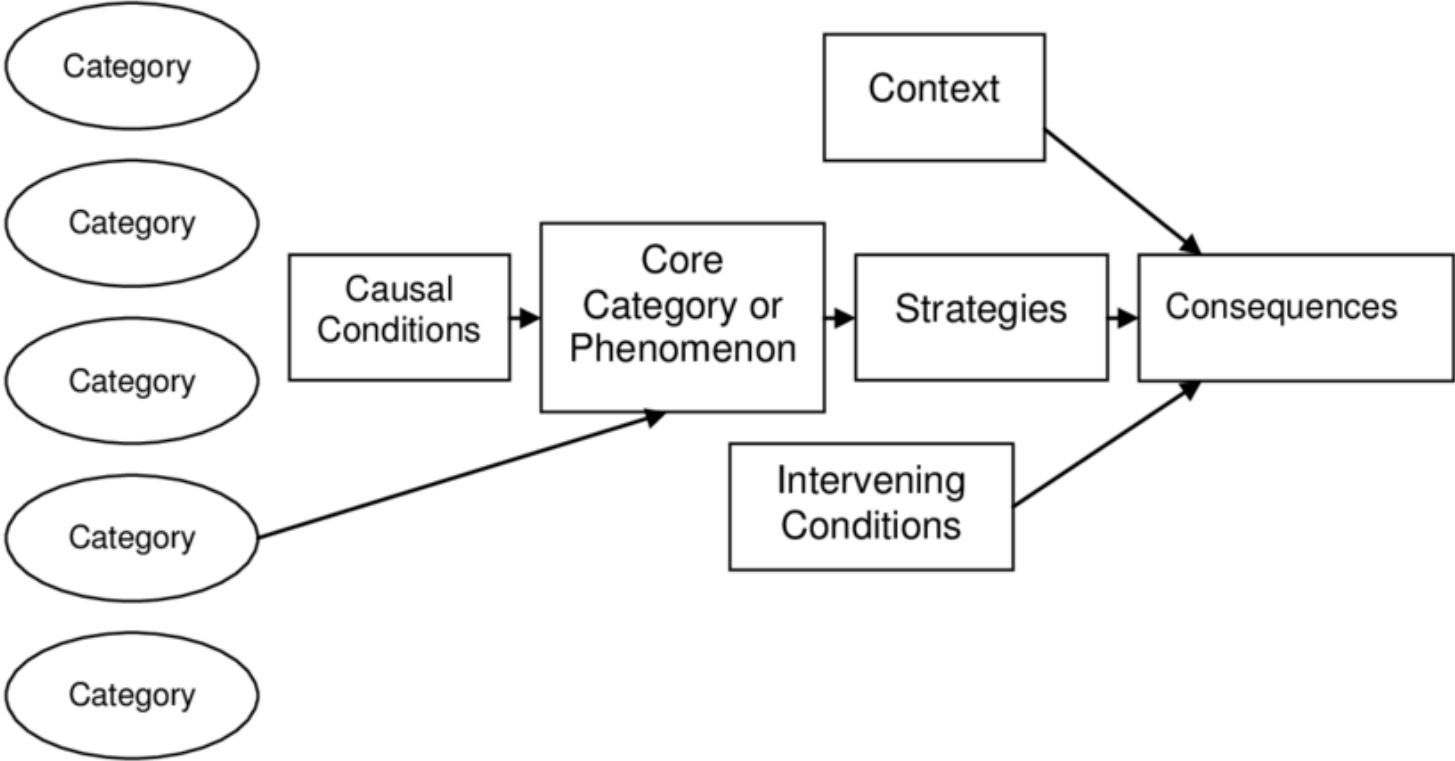 Category
Category
Category
Category
Category
Causal
Conditions
Core
Category or
Phenomenon
Context
Strategies
Consequences
Intervening
Conditions